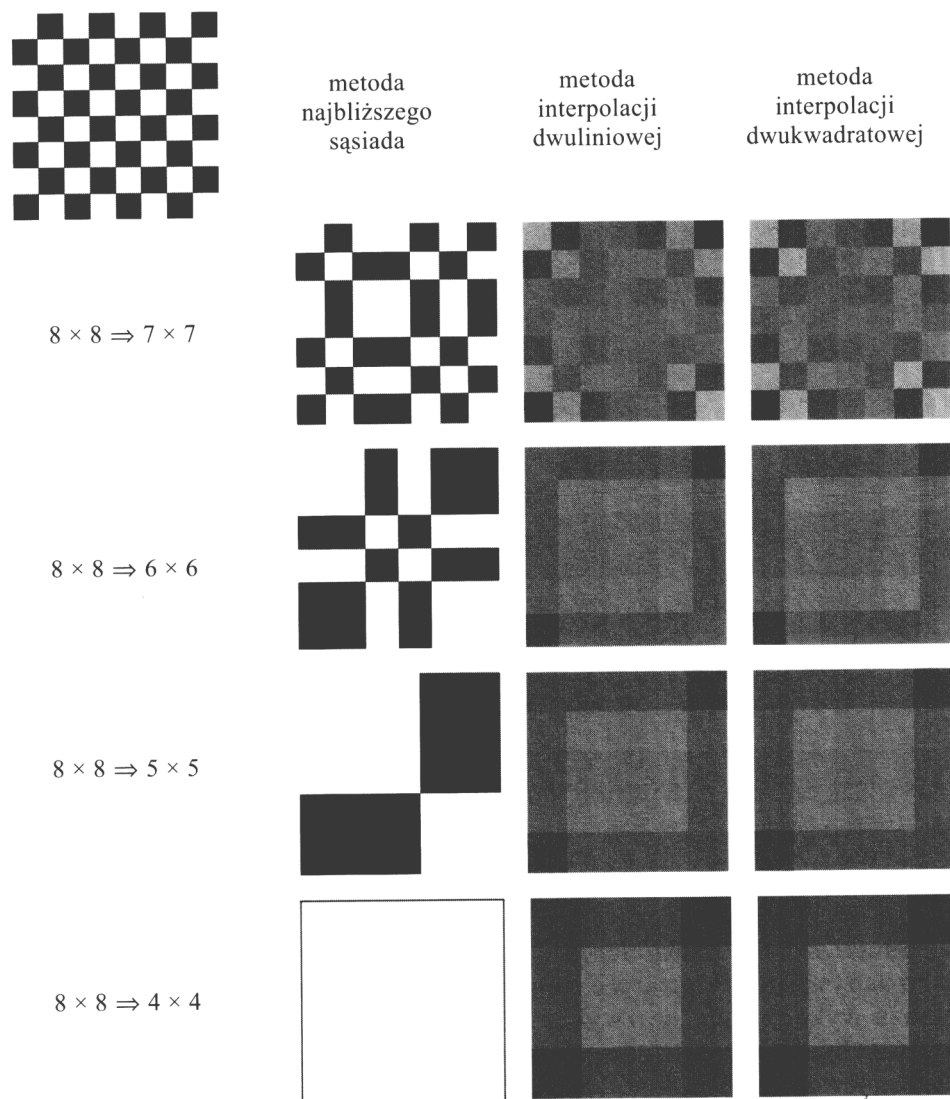 metoda
najbliższego
sąsiada
metoda
interpolacji
dwuliniowej
metoda
interpolacji
dwukwadratowej
8 × 8 ⇒ 7 × 7
8 × 8 ⇒ 6 × 6
8 × 8 ⇒ 5 × 5
8 × 8 ⇒ 4 × 4